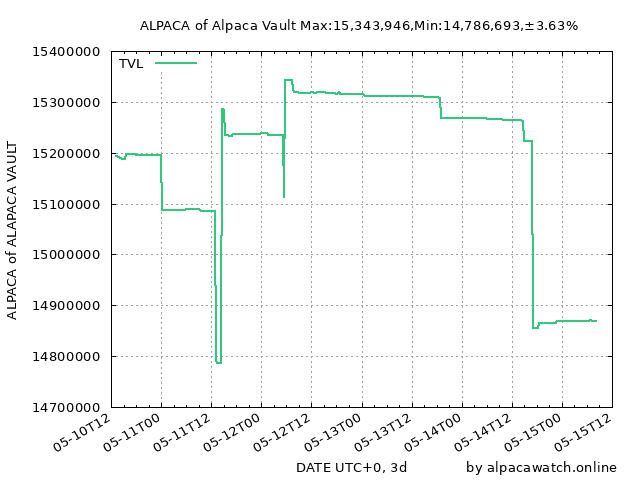 ALPACA of Alpaca Vault Max:15,343,946,Min:14,786,693,±3.63%
TVL
15400000
15300000
15200000
15100000
15000000
14900000
14800000
14700000
ALPACA of ALAPACA VAULT
05-10T12
05-11T00
05-11T12
05-12T00
05-12T12
05-13T00
05-13T12
05-14T00
05-14T12
05-15T00
05-15T12
DATE UTC+0, 3d
by alpacawatch.online